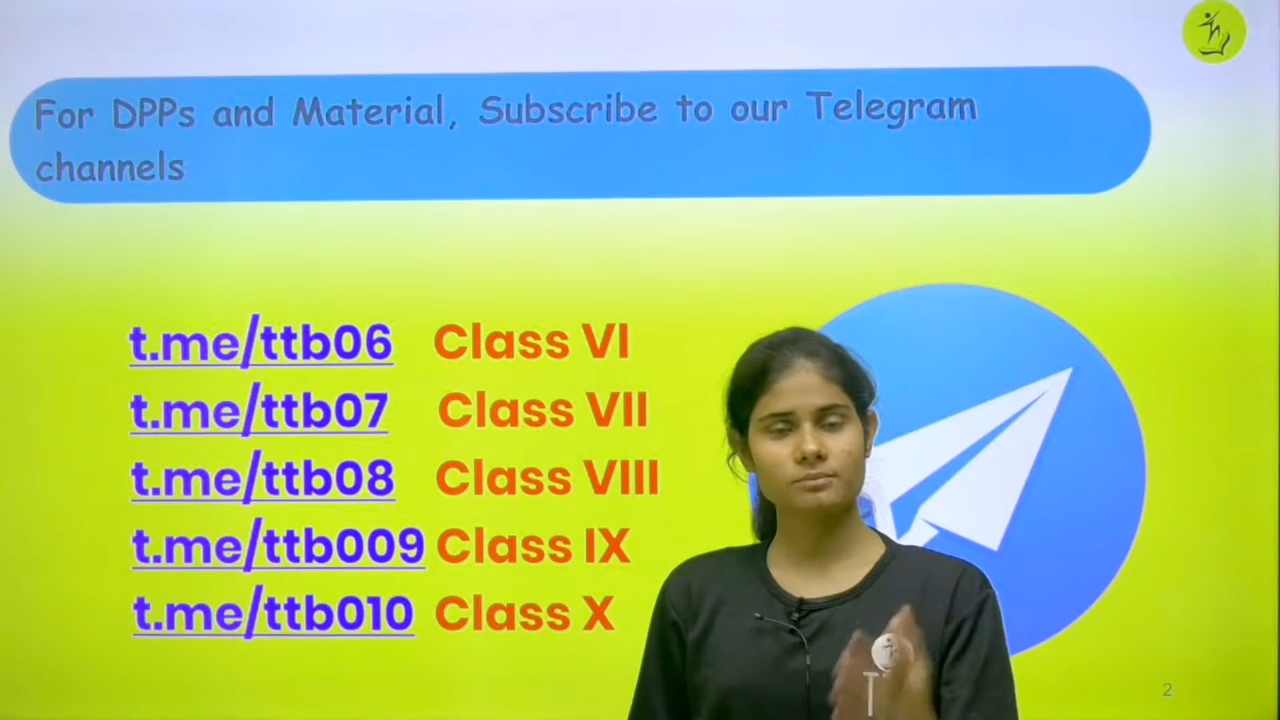 For DPPs and Material, Subscribe to our Telegram
channels
t.me/ttb06 Class VI
t.me/ttb07 Class VII
t.me/ttb08 Class VIII
t.me/ttb009 Class IX
t.me/ttb010 Class X
T
2